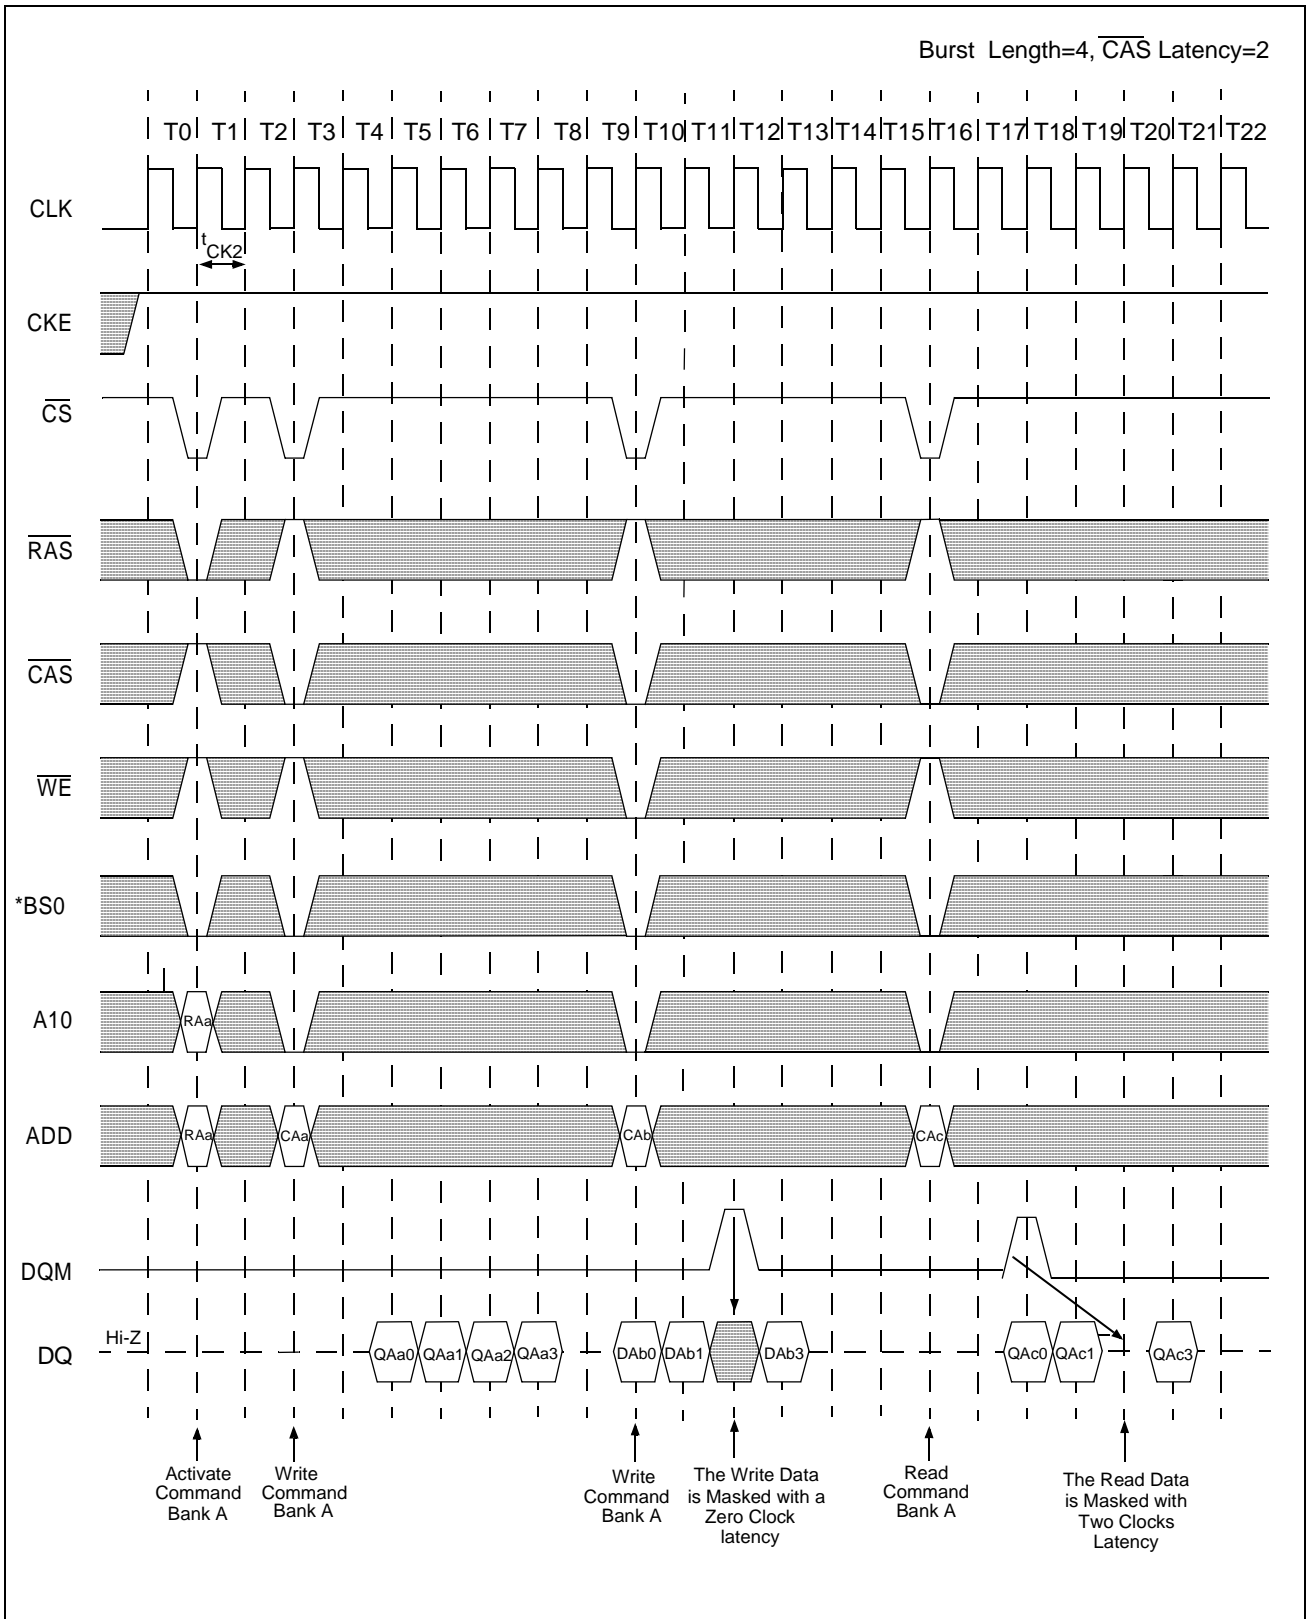 Burst Length=4, CAS Latency=2
T0 T1 T2 T3 T4 T5 T6 T7 T8 T9 T10 T11 T12 T13 T14 T15 T16 T17 T18 T19 T20 T21 T22
CLK
tCK2
CKE
CS
RAS
CAS
WE
*BS0
A10
RAa
ADD
RAa CAa CAb CAc
DQM
DQ
Hi-Z
QAa0 QAa1 QAa2 QAa3 DAb0 DAb1 DAb3 QAc0 QAc1 QAc3
Activate
Command
Bank A
Write
Command
Bank A
Write
Command
Bank A
The Write Data
is Masked with a
Zero Clock
latency
Read
Command
Bank A
The Read Data
is Masked with
Two Clocks
Latency